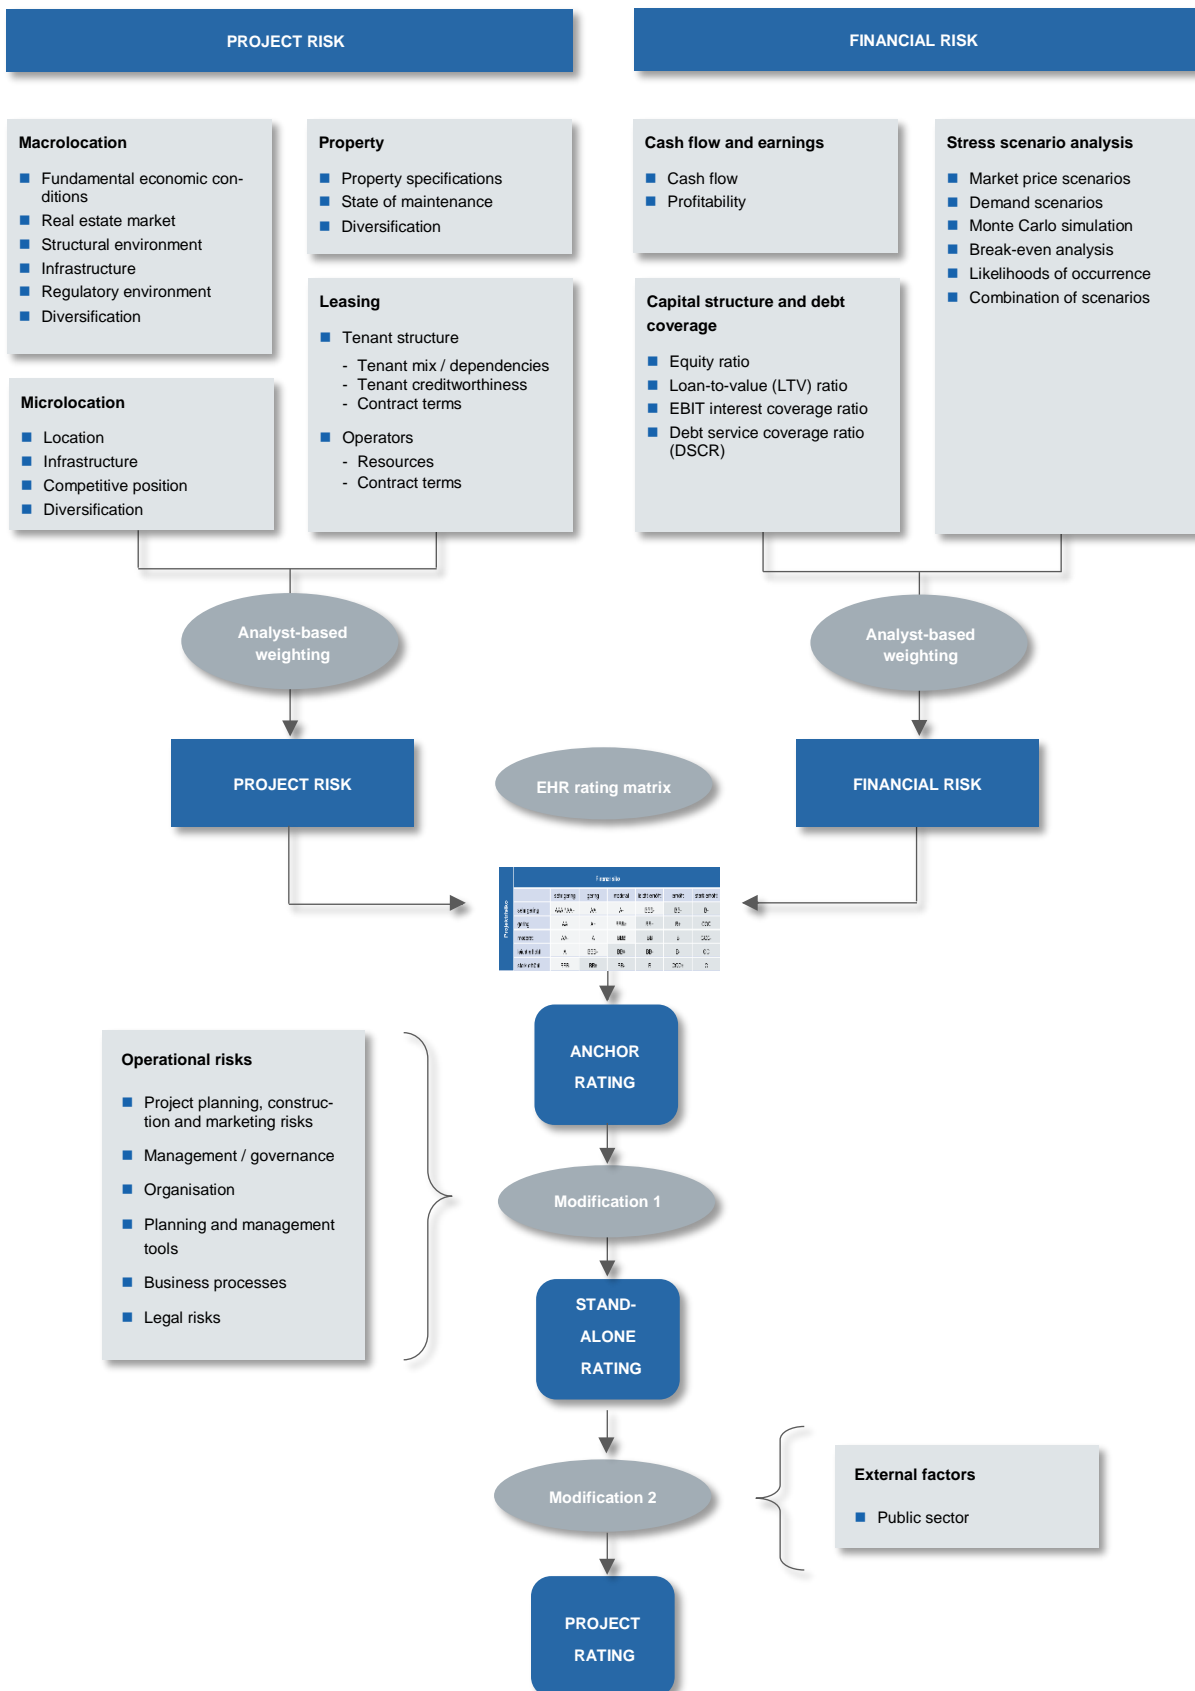 PROJECT RISK
FINANCIAL RISK
Macrolocation
Fundamental economic con-
ditions
Real estate market
Structural environment
Infrastructure
Regulatory environment
Diversification
Microlocation
Location
Infrastructure
Competitive position
Diversification
Property
Property specifications
State of maintenance
Diversification
Leasing
Tenant structure
- Tenant mix / dependencies
- Tenant creditworthiness
- Contract terms
Operators
- Resources
- Contract terms
Cash flow and earnings
Cash flow
Profitability
Capital structure and debt
coverage
Equity ratio
Loan-to-value (LTV) ratio
EBIT interest coverage ratio
Debt service coverage ratio
(DSCR)
Stress scenario analysis
Market price scenarios
Demand scenarios
Monte Carlo simulation
Break-even analysis
Likelihoods of occurrence
Combination of scenarios
Analyst-based
weighting
Analyst-based
weighting
PROJECT RISK
EHR rating matrix
FINANCIAL RISK
ANCHOR
RATING
Operational risks
Project planning, construc-
tion and marketing risks
Management / governance
Organisation
Planning and management
tools
Business processes
Legal risks
Modification 1
STAND-
ALONE
RATING
Modification 2
External factors
Public sector
PROJECT
RATING